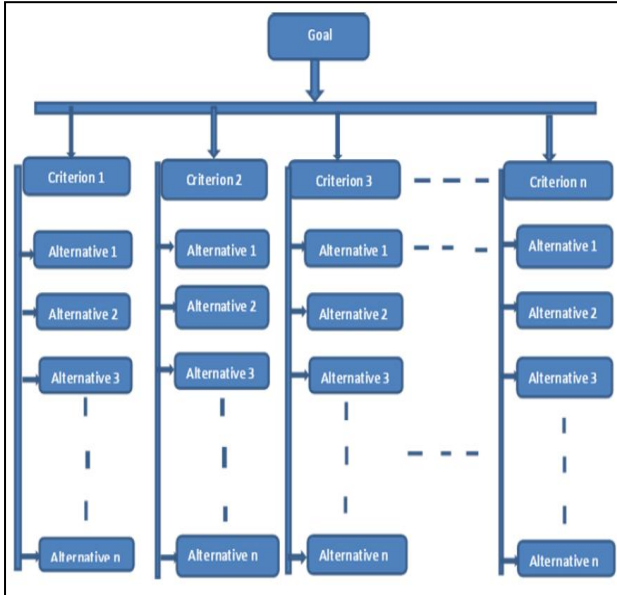 Goal
Criterion 1
Criterion 2
Criterion 3
Criterion n
Alternative 1
Alternative 1
Alternative 1
Alternative 1
Alternative 2
Alternative 2
Alternative 2
Alternative 2
Alternative 3
Alternative 3
Alternative 3
Alternative 3
Alternative n
Alternative n
Alternative n
Alternative n